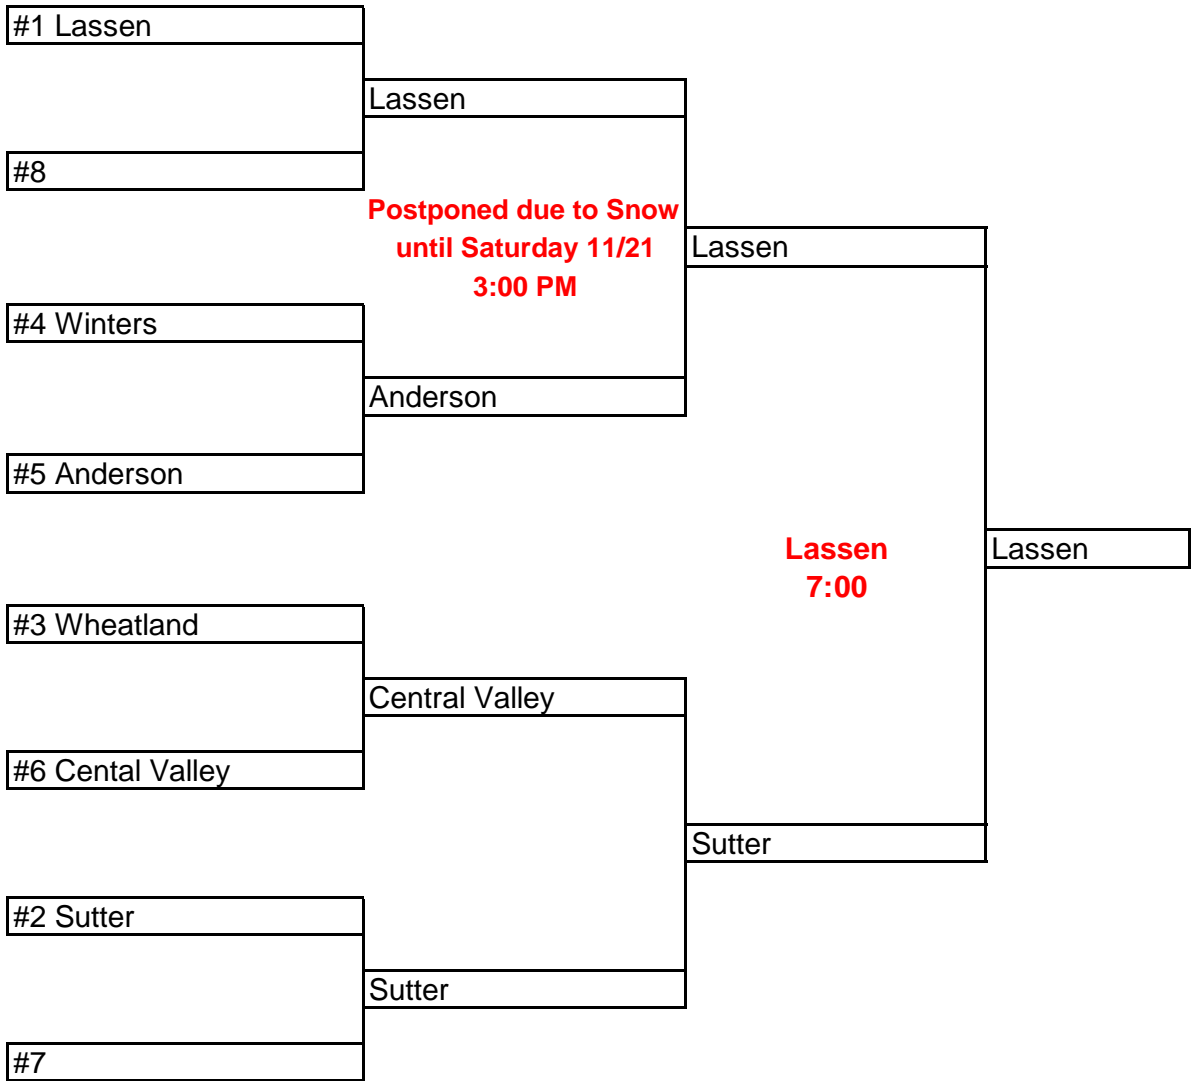 #1 Lassen
Lassen
#8
Postponed due to Snow
until Saturday 11/21
3:00 PM
Lassen
#4 Winters
Anderson
#5 Anderson
Lassen
7:00
Lassen
#3 Wheatland
Central Valley
#6 Cental Valley
Sutter
#2 Sutter
Sutter
#7